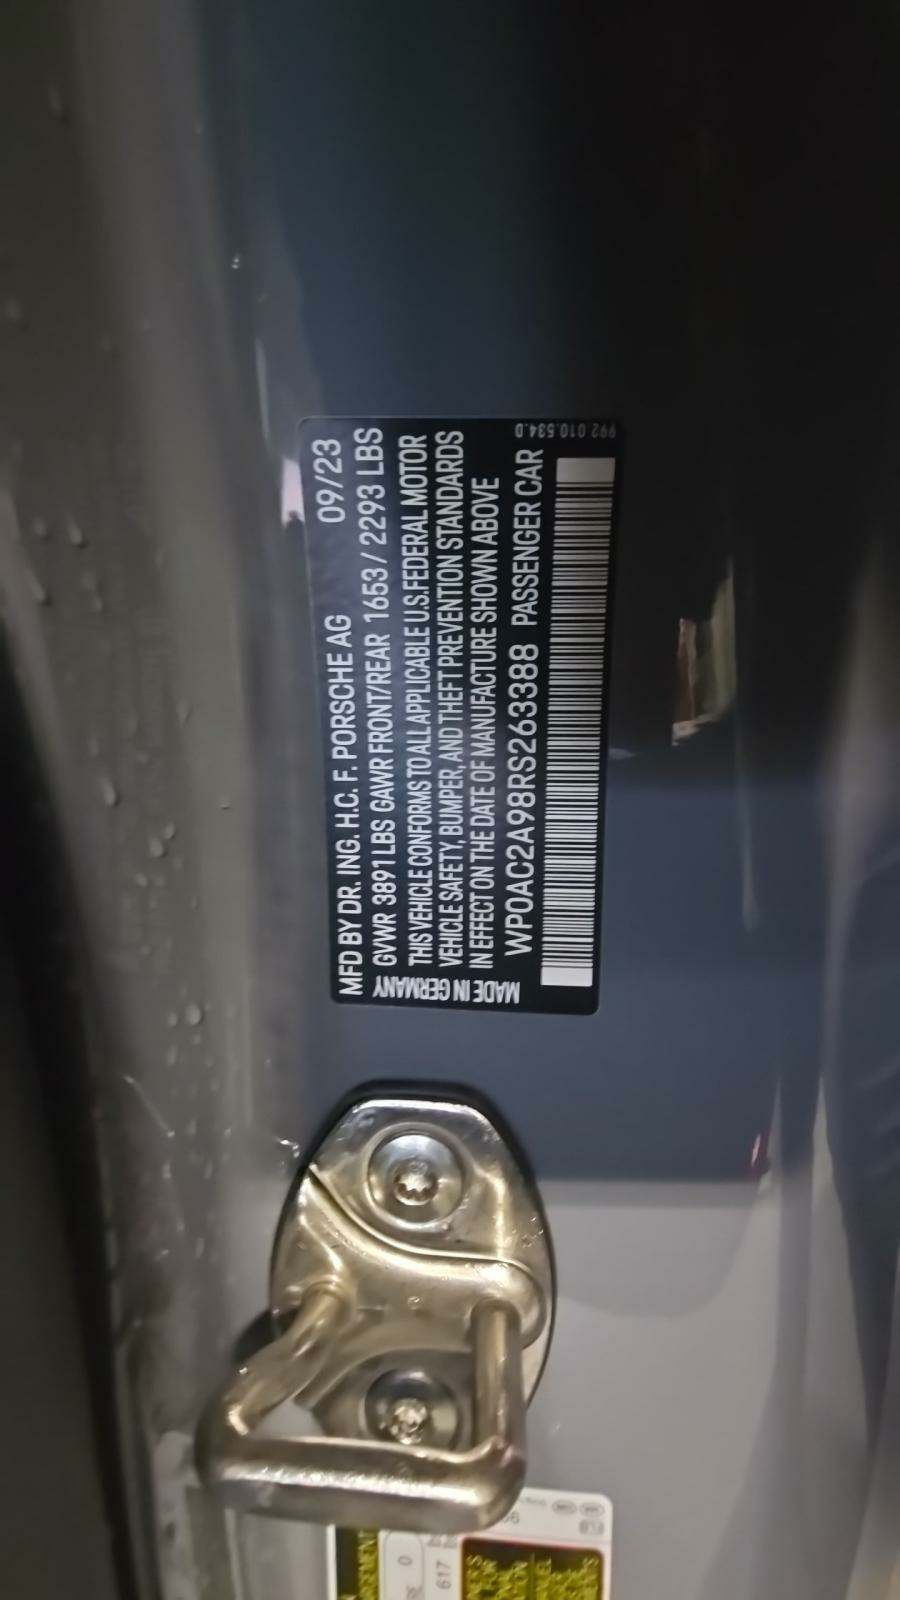 MFD BY DR. ING. H.C. F. PORSCHE AG 09/23
GVWR 3891 LBS GAWR FRONT/REAR 1653 / 2293 LBS
THIS VEHICLE CONFORMS TO ALL APPLICABLE U.S. FEDERAL MOTOR
VEHICLE SAFETY, BUMPER, AND THEFT PREVENTION STANDARDS
IN EFFECT ON THE DATE OF MANUFACTURE SHOWN ABOVE
WP0AC2A98RS263388 PASSENGER CAR
MADE IN GERMANY
992.010.534.D
0
617